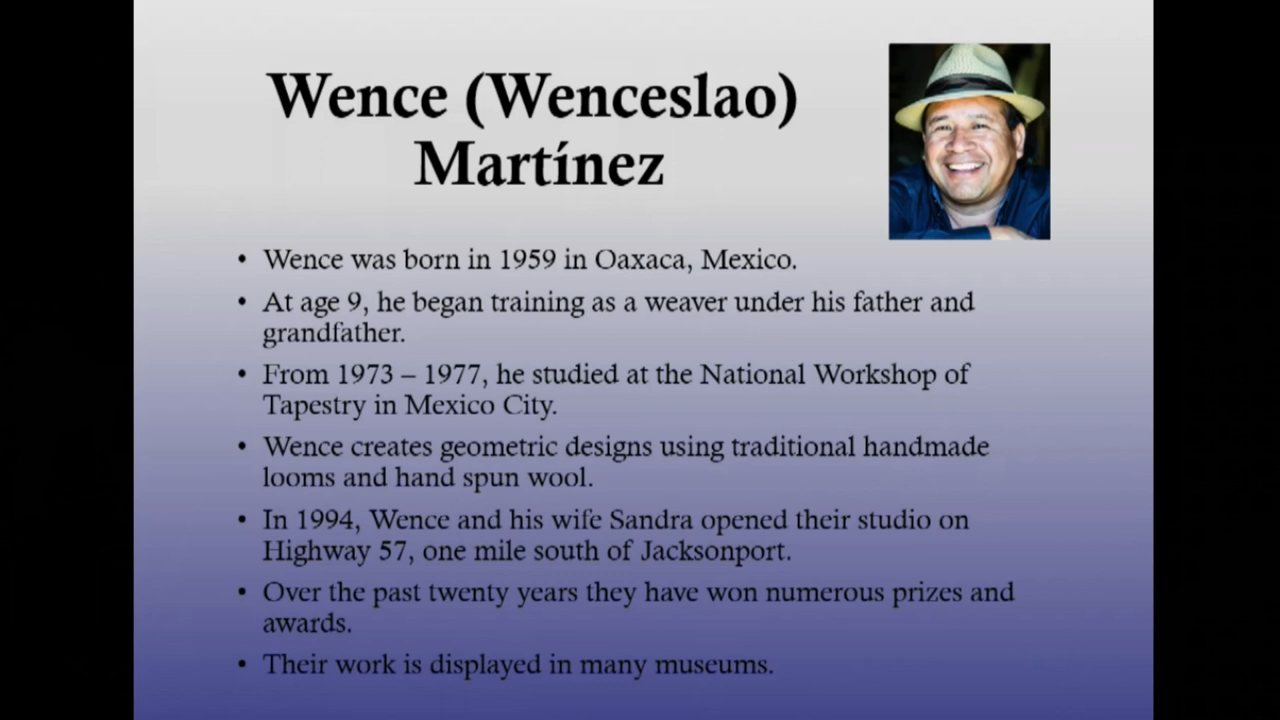 Wence (Wenceslao)
Martínez
• Wence was born in 1959 in Oaxaca, Mexico.
• At age 9, he began training as a weaver under his father and
grandfather.
• From 1973 – 1977, he studied at the National Workshop of
Tapestry in Mexico City.
• Wence creates geometric designs using traditional handmade
looms and hand spun wool.
• In 1994, Wence and his wife Sandra opened their studio on
Highway 57, one mile south of Jacksonport.
• Over the past twenty years they have won numerous prizes and
awards.
• Their work is displayed in many museums.